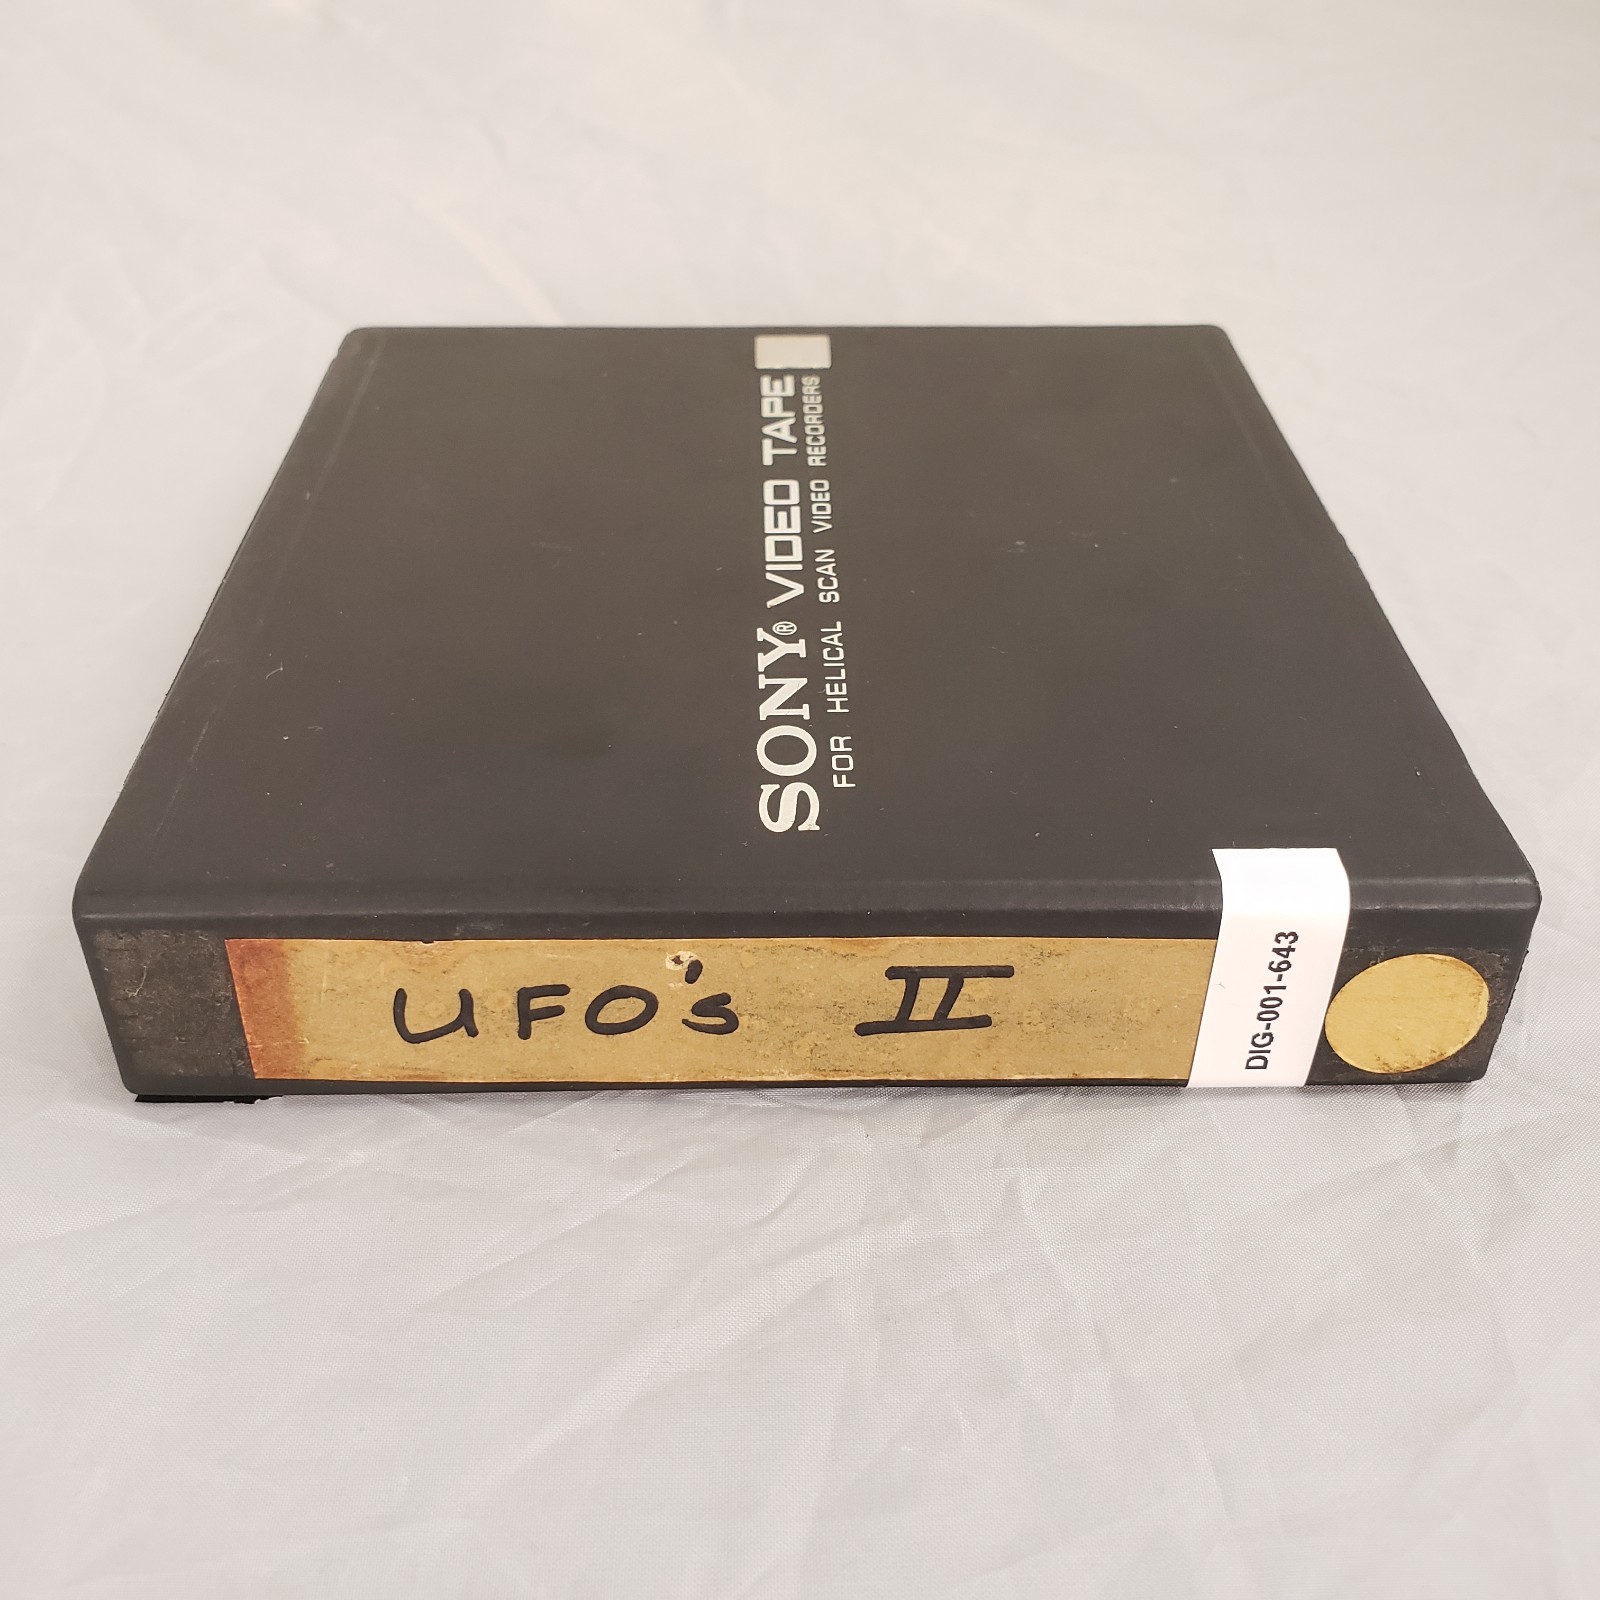 SONY® VIDEO TAPE
FOR HELICAL SCAN VIDEO RECORDERS
UFO's II
DIG-001-643